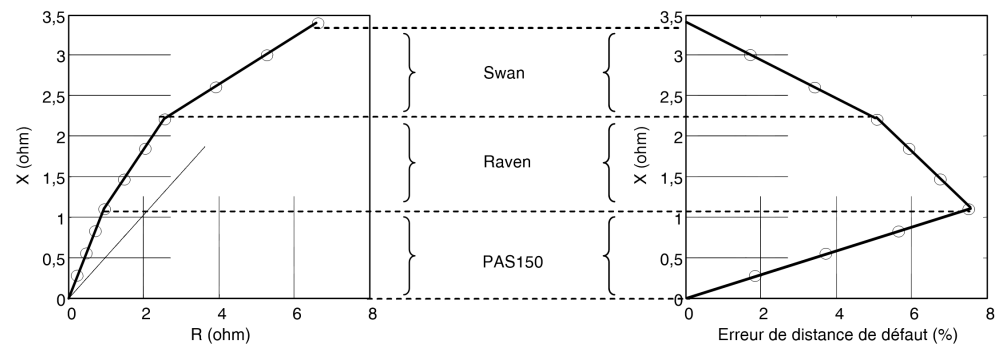 3,5
3
2,5
2
1,5
1
0,5
0
X (ohm)
0 2 4 6 8
R (ohm)
Swan
Raven
PAS150
3,5
3
2,5
2
1,5
1
0,5
0
X (ohm)
0 2 4 6 8
Erreur de distance de défaut (%)